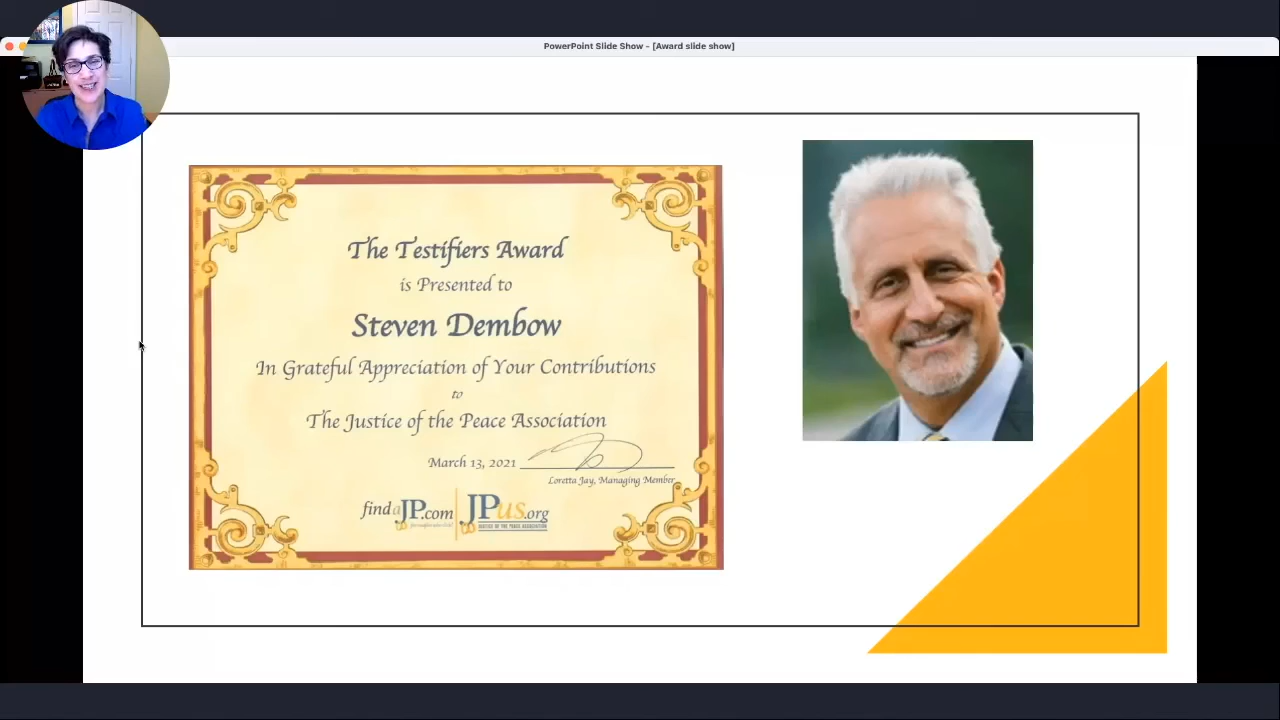 PowerPoint Slide Show - [Award slide show]
The Testifiers Award
is Presented to
Steven Dembow
In Grateful Appreciation of Your Contributions
to
The Justice of the Peace Association
March 13, 2021
Loretta Jay, Managing Member
findaJP.com JPus.org
JUSTICE OF THE PEACE ASSOCIATION